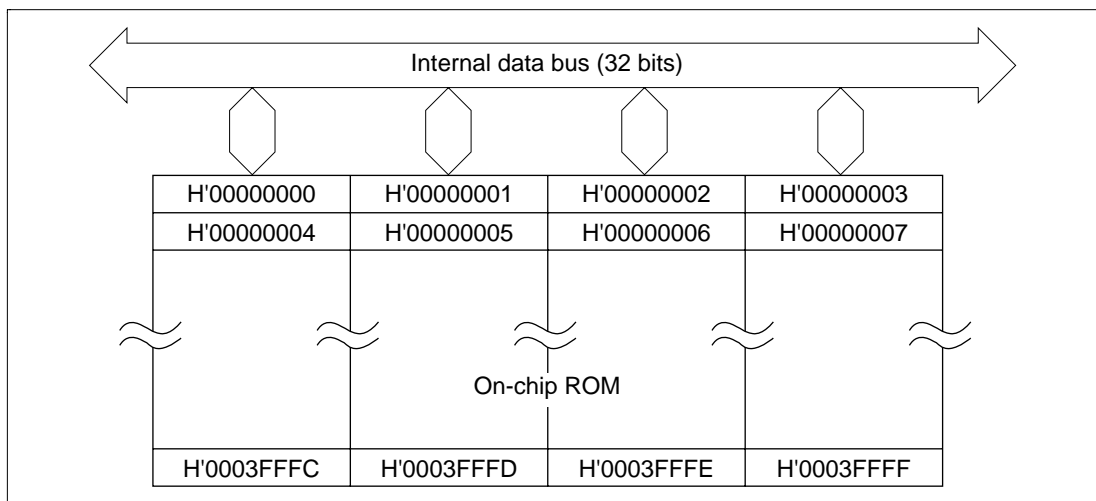 Internal data bus (32 bits)
H'00000000 H'00000001 H'00000002 H'00000003
H'00000004 H'00000005 H'00000006 H'00000007
On-chip ROM
H'0003FFFC H'0003FFFD H'0003FFFE H'0003FFFF